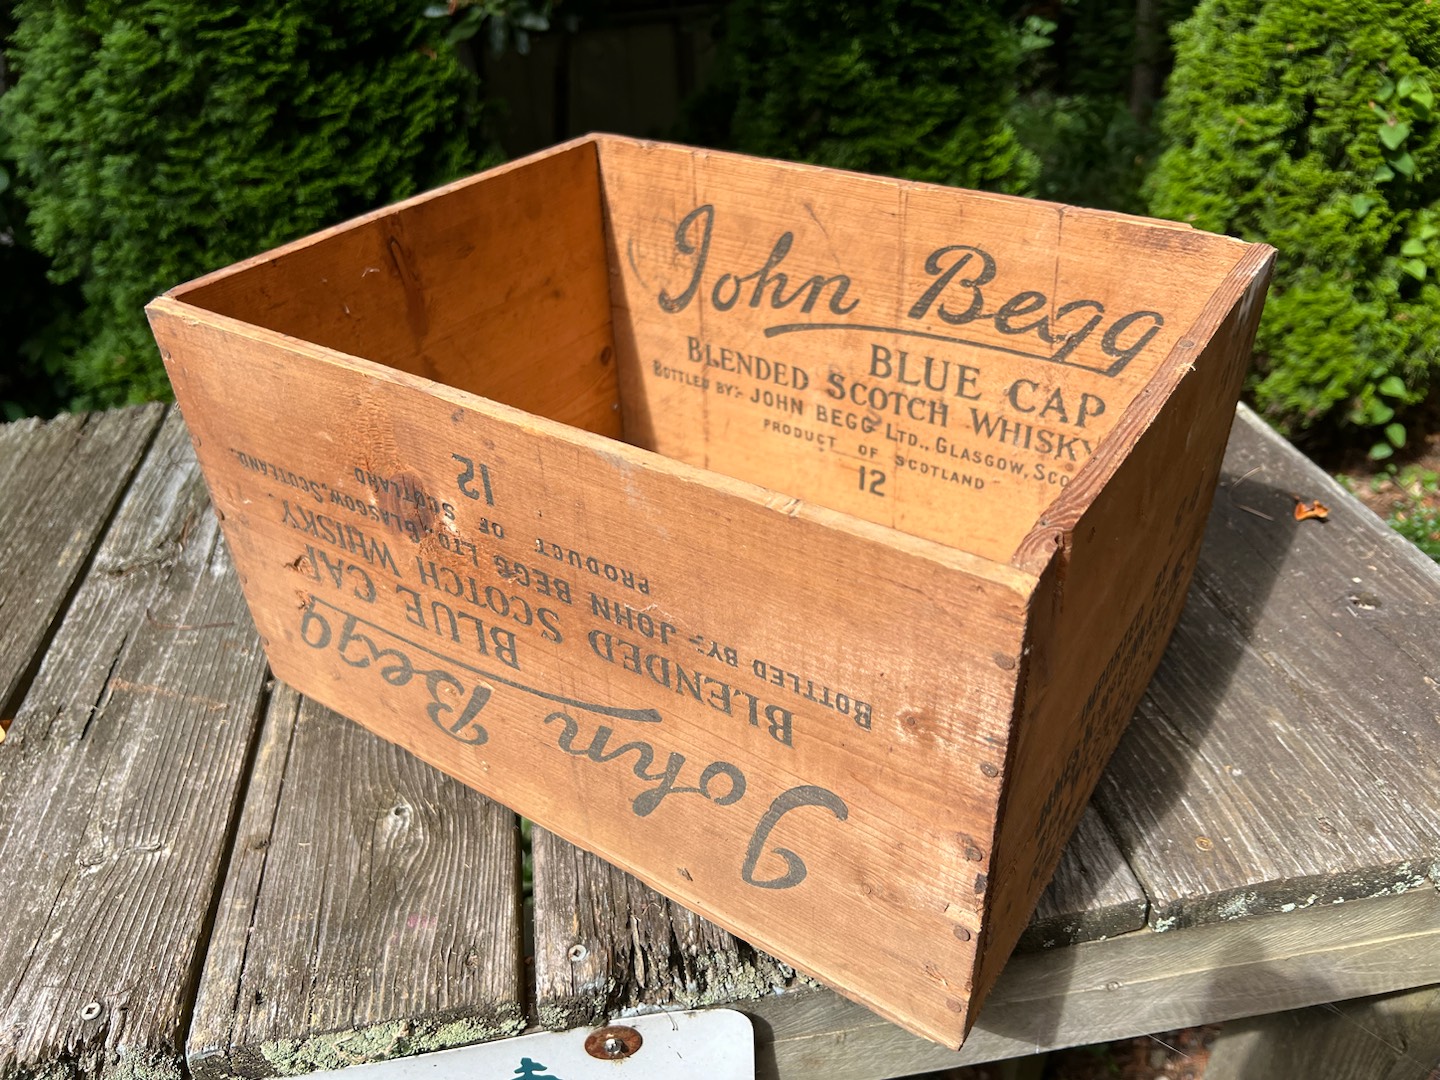 John Begg
BLUE CAP
BLENDED SCOTCH WHISKY
BOTTLED BY:- JOHN BEGG LTD., GLASGOW, SCO
PRODUCT OF SCOTLAND
12
John Begg
BLUE CAP
BLENDED SCOTCH WHISKY
BOTTLED BY:- JOHN BEGG LTD., GLASGOW, SCOTLAND.
PRODUCT OF SCOTLAND
12